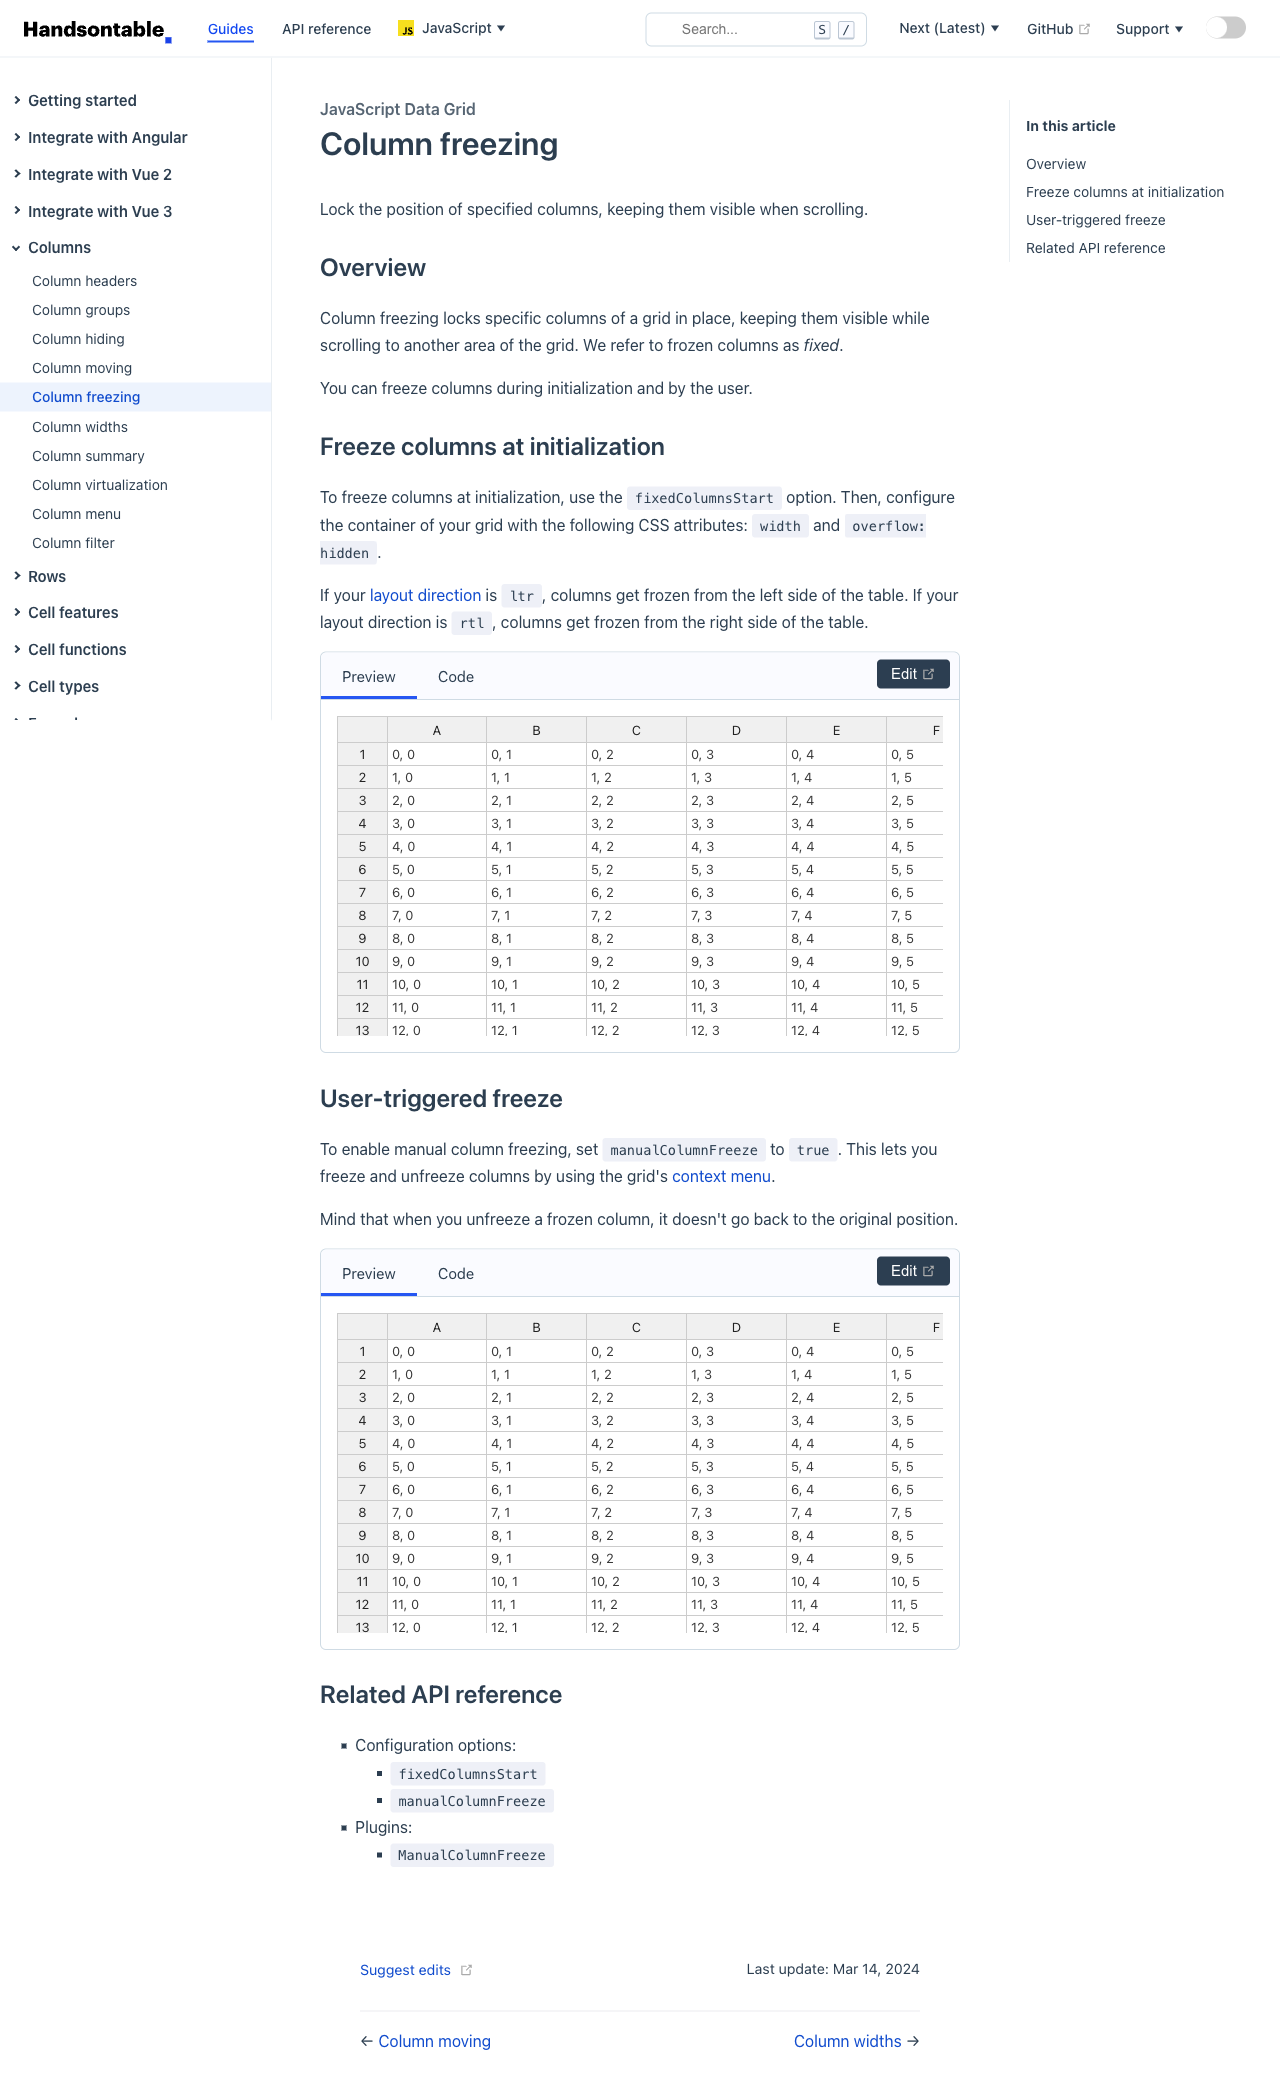 Handsontable
Guides
API reference
JavaScript
Search...
S
/
Next (Latest)
GitHub
Support
Getting started
Integrate with Angular
Integrate with Vue 2
Integrate with Vue 3
Columns
Column headers
Column groups
Column hiding
Column moving
Column freezing
Column widths
Column summary
Column virtualization
Column menu
Column filter
Rows
Cell features
Cell functions
Cell types
JavaScript Data Grid
Column freezing
Lock the position of specified columns, keeping them visible when scrolling.
Overview
Column freezing locks specific columns of a grid in place, keeping them visible while
scrolling to another area of the grid. We refer to frozen columns as fixed.
You can freeze columns during initialization and by the user.
Freeze columns at initialization
To freeze columns at initialization, use the fixedColumnsStart option. Then, configure
the container of your grid with the following CSS attributes: width and overflow:
hidden .
If your layout direction is ltr , columns get frozen from the left side of the table. If your
layout direction is rtl , columns get frozen from the right side of the table.
Preview Code Edit
A B C D E F
1 0, 0 0, 1 0, 2 0, 3 0, 4 0, 5
2 1, 0 1, 1 1, 2 1, 3 1, 4 1, 5
3 2, 0 2, 1 2, 2 2, 3 2, 4 2, 5
4 3, 0 3, 1 3, 2 3, 3 3, 4 3, 5
5 4, 0 4, 1 4, 2 4, 3 4, 4 4, 5
6 5, 0 5, 1 5, 2 5, 3 5, 4 5, 5
7 6, 0 6, 1 6, 2 6, 3 6, 4 6, 5
8 7, 0 7, 1 7, 2 7, 3 7, 4 7, 5
9 8, 0 8, 1 8, 2 8, 3 8, 4 8, 5
10 9, 0 9, 1 9, 2 9, 3 9, 4 9, 5
11 10, 0 10, 1 10, 2 10, 3 10, 4 10, 5
12 11, 0 11, 1 11, 2 11, 3 11, 4 11, 5
13 12, 0 12, 1 12, 2 12, 3 12, 4 12, 5
User-triggered freeze
To enable manual column freezing, set manualColumnFreeze to true . This lets you
freeze and unfreeze columns by using the grid's context menu.
Mind that when you unfreeze a frozen column, it doesn't go back to the original position.
Preview Code Edit
A B C D E F
1 0, 0 0, 1 0, 2 0, 3 0, 4 0, 5
2 1, 0 1, 1 1, 2 1, 3 1, 4 1, 5
3 2, 0 2, 1 2, 2 2, 3 2, 4 2, 5
4 3, 0 3, 1 3, 2 3, 3 3, 4 3, 5
5 4, 0 4, 1 4, 2 4, 3 4, 4 4, 5
6 5, 0 5, 1 5, 2 5, 3 5, 4 5, 5
7 6, 0 6, 1 6, 2 6, 3 6, 4 6, 5
8 7, 0 7, 1 7, 2 7, 3 7, 4 7, 5
9 8, 0 8, 1 8, 2 8, 3 8, 4 8, 5
10 9, 0 9, 1 9, 2 9, 3 9, 4 9, 5
11 10, 0 10, 1 10, 2 10, 3 10, 4 10, 5
12 11, 0 11, 1 11, 2 11, 3 11, 4 11, 5
13 12, 0 12, 1 12, 2 12, 3 12, 4 12, 5
Related API reference
Configuration options:
fixedColumnsStart
manualColumnFreeze
Plugins:
ManualColumnFreeze
Suggest edits
Last update: Mar 14, 2024
← Column moving
Column widths →
In this article
Overview
Freeze columns at initialization
User-triggered freeze
Related API reference